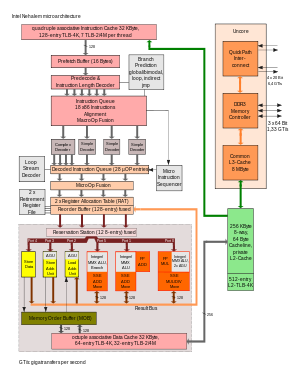 Intel Nehalem microarchitecture
quadruple associative Instruction Cache 32 KByte,
128-entry TLB-4K, 7 TLB-2/4M per thread
128
Prefetch Buffer (16 Bytes)
Predecode &
Instruction Length Decoder
Instruction Queue
18 x86 Instructions
Alignment
MacroOp Fusion
Branch
Prediction
global/bimodal,
loop, indirect
jmp
Complex
Decoder
Simple
Decoder
Simple
Decoder
Simple
Decoder
Loop
Stream
Decoder
Decoded Instruction Queue (28 µOP entries)
Micro
Instruction
Sequencer
MicroOp Fusion
2 x
Retirement
Register
File
2 x Register Allocation Table (RAT)
Reorder Buffer (128-entry) fused
Reservation Station (128-entry) fused
Port 4
Port 3
Port 2
Port 5
Port 1
Port 0
Store
Data
AGU
Store
Addr.
Unit
AGU
Load
Addr.
Unit
Integer/
MMX ALU,
Branch
SSE
ADD
Move
Integer/
MMX
ALU
SSE
ADD
Move
FP
ADD
FP
MUL
Integer/
MMX ALU,
2x AGU
SSE
MUL/DIV
Move
128
128
128
Result Bus
Memory Order Buffer (MOB)
128
128
256
octuple associative Data Cache 32 KByte,
64-entry TLB-4K, 32-entry TLB-2/4M
Uncore
QuickPath
Inter-
connect
4 x 20 Bit
6,4 GT/s
DDR3
Memory
Controller
3 x 64 Bit
1,33 GT/s
Common
L3-Cache
8 MByte
256 KByte
8-way,
64 Byte
Cacheline,
private
L2-Cache
512-entry
L2-TLB-4K
GT/s: gigatransfers per second